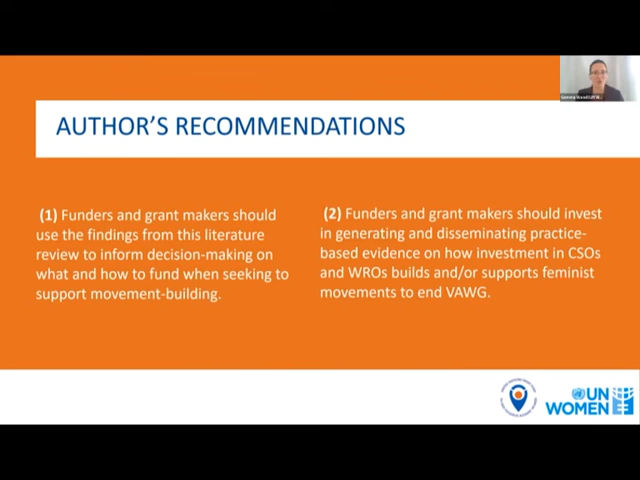 AUTHOR'S RECOMMENDATIONS
(1) Funders and grant makers should
use the findings from this literature
review to inform decision-making on
what and how to fund when seeking to
support movement-building.
(2) Funders and grant makers should invest
in generating and disseminating practice-
based evidence on how investment in CSOs
and WROs builds and/or supports feminist
movements to end VAWG.
UN
WOMEN